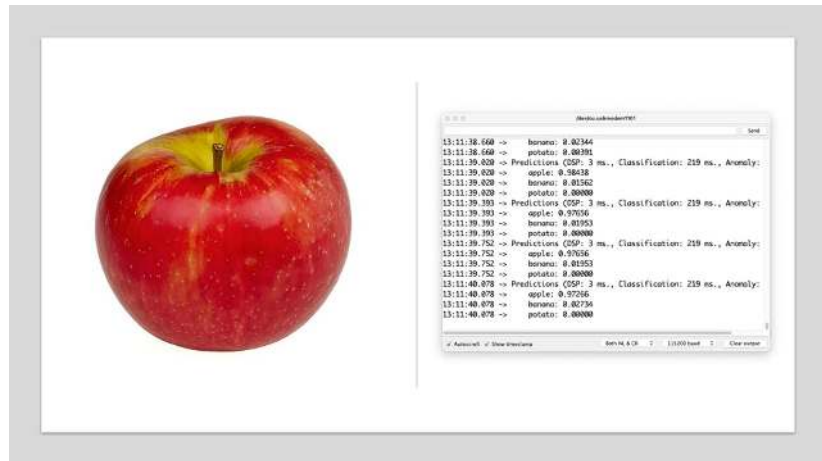 Send
13:11:38.660 -> banana: 0.02344
13:11:38.660 -> potato: 0.00391
13:11:39.020 -> Predictions (DSP: 3 ms., Classification: 219 ms., Anomaly:
13:11:39.020 -> apple: 0.98438
13:11:39.020 -> banana: 0.01562
13:11:39.020 -> potato: 0.00000
13:11:39.393 -> Predictions (DSP: 3 ms., Classification: 219 ms., Anomaly:
13:11:39.393 -> apple: 0.97656
13:11:39.393 -> banana: 0.01953
13:11:39.393 -> potato: 0.00000
13:11:39.752 -> Predictions (DSP: 3 ms., Classification: 219 ms., Anomaly:
13:11:39.752 -> apple: 0.97656
13:11:39.752 -> banana: 0.01953
13:11:39.752 -> potato: 0.00000
13:11:40.078 -> Predictions (DSP: 3 ms., Classification: 219 ms., Anomaly:
13:11:40.078 -> apple: 0.97266
13:11:40.078 -> banana: 0.02734
13:11:40.078 -> potato: 0.00000
Autoscroll Show timestamp Both NL & CR 115200 baud Clear output